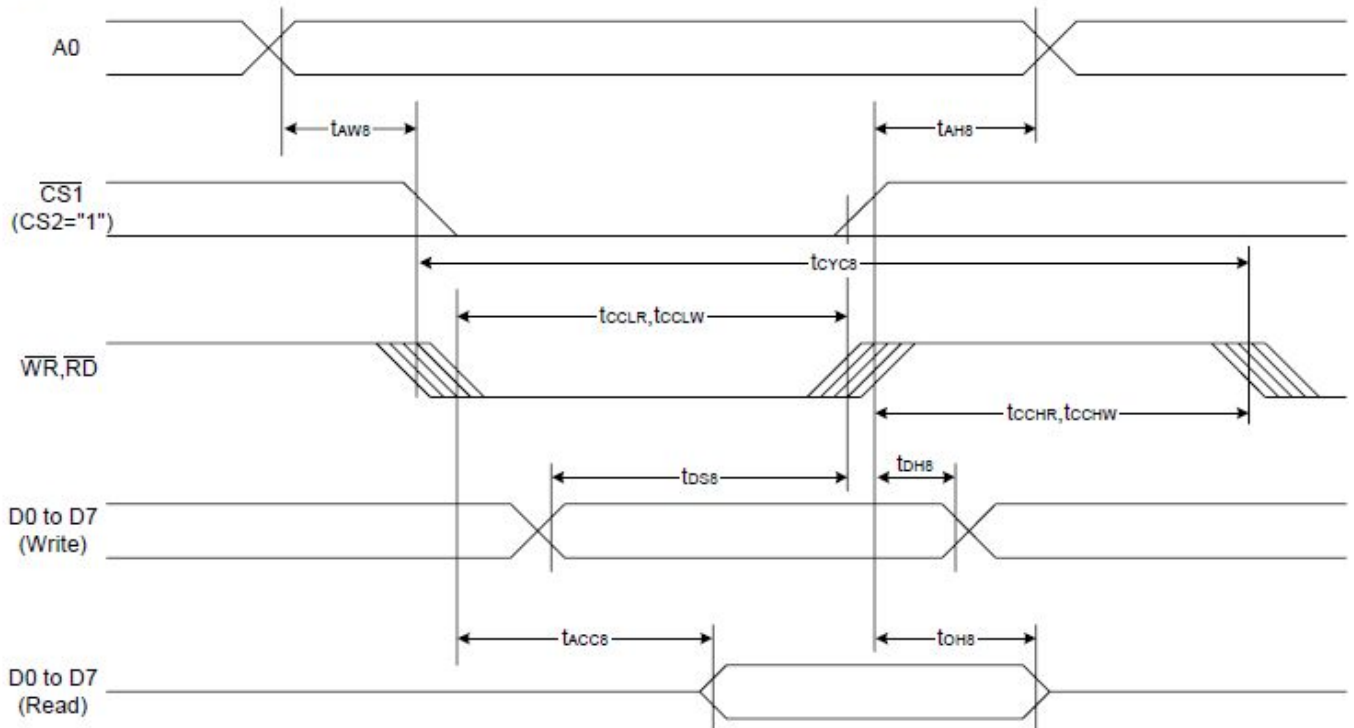 A0
tAW8
tAH8
CS1
(CS2="1")
tCYC8
tCCLR,tCCLW
WR,RD
tCCHR,tCCHW
tDS8
tDH8
D0 to D7
(Write)
tACC8
tOH8
D0 to D7
(Read)